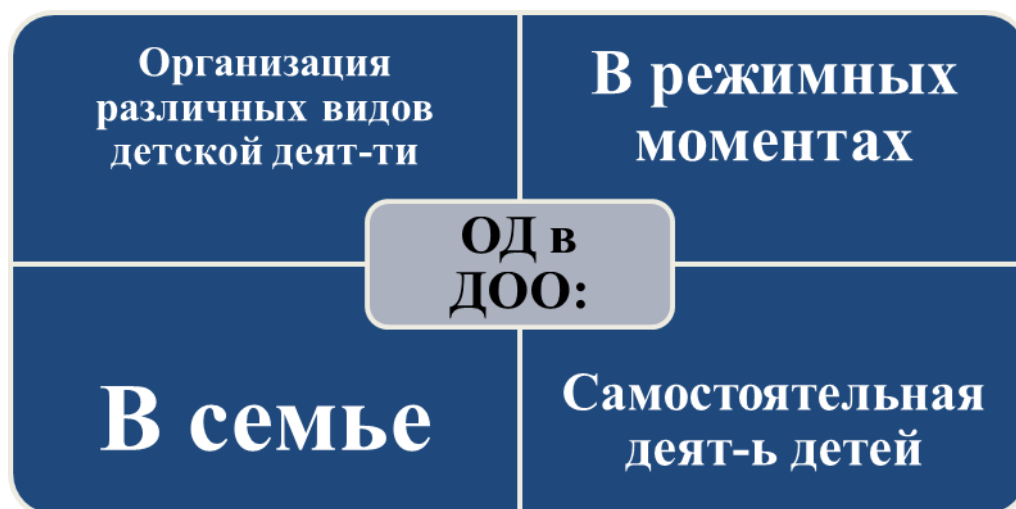 Организация
различных видов
детской деят-ти
В режимных
моментах
ОД в
ДОО:
В семье
Самостоятельная
деят-ь детей